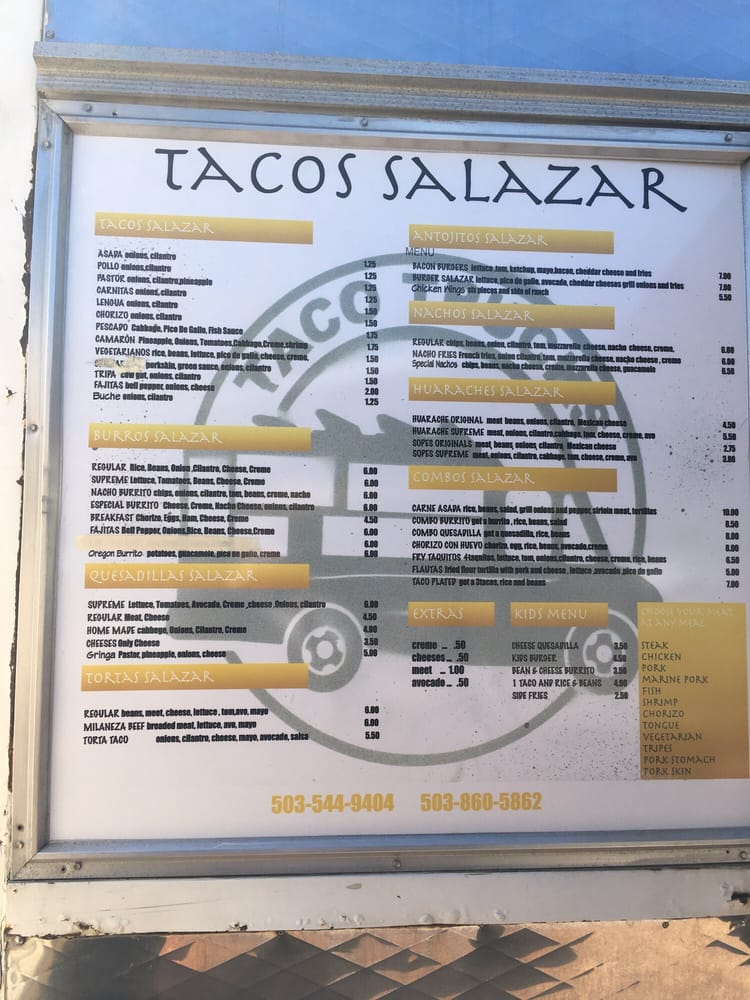 TACOS SALAZAR
TACOS SALAZAR
ASADA onions, cilantro
POLLO onions,cilantro 1.25
PASTOR onions,cilantro,pineapple 1.25
CARNITAS onions, cilantro 1.25
LENGUA onions, cilantro 1.25
CHORIZO onions, cilantro 1.50
PESCADO Cabbage, Pico De Gallo, Fish Sauce 1.50
CAMARÓN Pineapple, Onions, Tomatoes,Cabbage,Creme,shrimp 1.75
VEGETARIANOS rice, beans, lettuce, pico de gallo, cheese, creme, 1.75
porkskin, green sauce, onions, cilantro 1.50
TRIPA cow gut, onions, cilantro 1.50
FAJITAS bell pepper, onions, cheese 2.00
Buche onions, cilantro 1.25
BURROS SALAZAR
REGULAR Rice, Beans, Onion ,Cilantro, Cheese, Creme 6.00
SUPREME Lettuce, Tomatoes, Beans, Cheese, Creme 6.00
NACHO BURRITO chips, onions, cilantro, tom, beans, creme, nacho 6.00
ESPECIAL BURRITO Cheese, Creme, Nacho Cheese, onions, cilantro 6.00
BREAKFAST Chorizo, Eggs, Ham, Cheese, Creme 4.50
FAJITAS Bell Pepper, Onions,Rice, Beans, Cheese,Creme 6.00
6.00
Oregon Burrito potatoes, guacamole, pico de gallo, creme 6.00
QUESADILLAS SALAZAR
SUPREME Lettuce, Tomatoes, Avocado, Creme ,cheese ,Onions, cilantro 6.00
REGULAR Meat, Cheese 4.00
HOME MADE cabbage, Onions, Cilantro, Creme 4.00
CHEESES Only Cheese 3.50
Gringa Pastor, pineapple, onions, cheese 5.00
TORTAS SALAZAR
REGULAR beans, meet, cheese, lettuce , tom,avo, mayo 6.00
MILANEZA BEEF breaded meat, lettuce, avo, mayo 6.00
TORTA TACO onions, cilantro, cheese, mayo, avocado, salsa 5.50
ANTOJITOS SALAZAR
MENU
BACON BURGERS lettuce ,tom, ketchup, mayo,bacon, cheddar cheese and fries 7.00
BURGER SALAZAR lettuce, pico de gallo, avocado, cheddar cheeses grill onions and fries 7.00
Chicken Wings six pieces and side of ranch 5.50
NACHOS SALAZAR
REGULAR chips, beans, onion, cilantro, tom, mozzarella cheese, nacho cheese, creme, 6.00
NACHO FRIES French fries, onion cilantro, tom, mozzarella cheese, nacho cheese , creme 6.00
Special Nachos chips, beans, nacho cheese, creme, mozzarella cheese, guacamole 6.50
HUARACHES SALAZAR
HUARACHE ORIGINAL meat beans, onions, cilantro, Mexican cheese 4.50
HUARACHE SUPREME meat, onions, cilantro,cabbage, tom, cheese, creme, avo 5.50
SOPES ORIGINALS meat, beans, onions, cilantro, Mexican cheese 2.75
SOPES SUPREME meat, onions, cilantro, cabbage, tom, cheese, creme, avo 3.00
COMBOS SALAZAR
CARNE ASADA rice, beans, salad, grill onions and pepper, sirloin meat, tortillas 10.00
COMBO BURRITO got a burrito , rice, beans, salad 8.50
COMBO QUESADILLA got a quesadilla, rice, beans 8.00
CHORIZO CON HUEVO chorizo, egg, rice, beans, avocado,creme 8.00
FRY TAQUITOS 4taquitos, lettuce, tom, onions,cilantro, cheese, creme, rice, beans 6.50
FLAUTAS fried flour tortilla with pork and cheese , lettuce ,avocado ,pico de gallo 5.00
TACO PLATED got a 3tacos, rice and beans 7.00
EXTRAS
creme ... .50
cheeses ... .50
meet ... 1.00
avocado ... .50
KIDS MENU
CHEESE QUESADILLA 3.50
KIDS BURGER 4.50
BEAN & CHEESE BURRITO 3.50
1 TACO AND RICE & BEANS 4.00
SIDE FRIES 2.50
CHOOSE YOUR MEAT
AT ANY MEAL
STEAK
CHICKEN
PORK
MARINE PORK
FISH
SHRIMP
CHORIZO
TONGUE
VEGETARIAN
TRIPES
PORK STOMACH
PORK SKIN
503-544-9404 503-860-5862